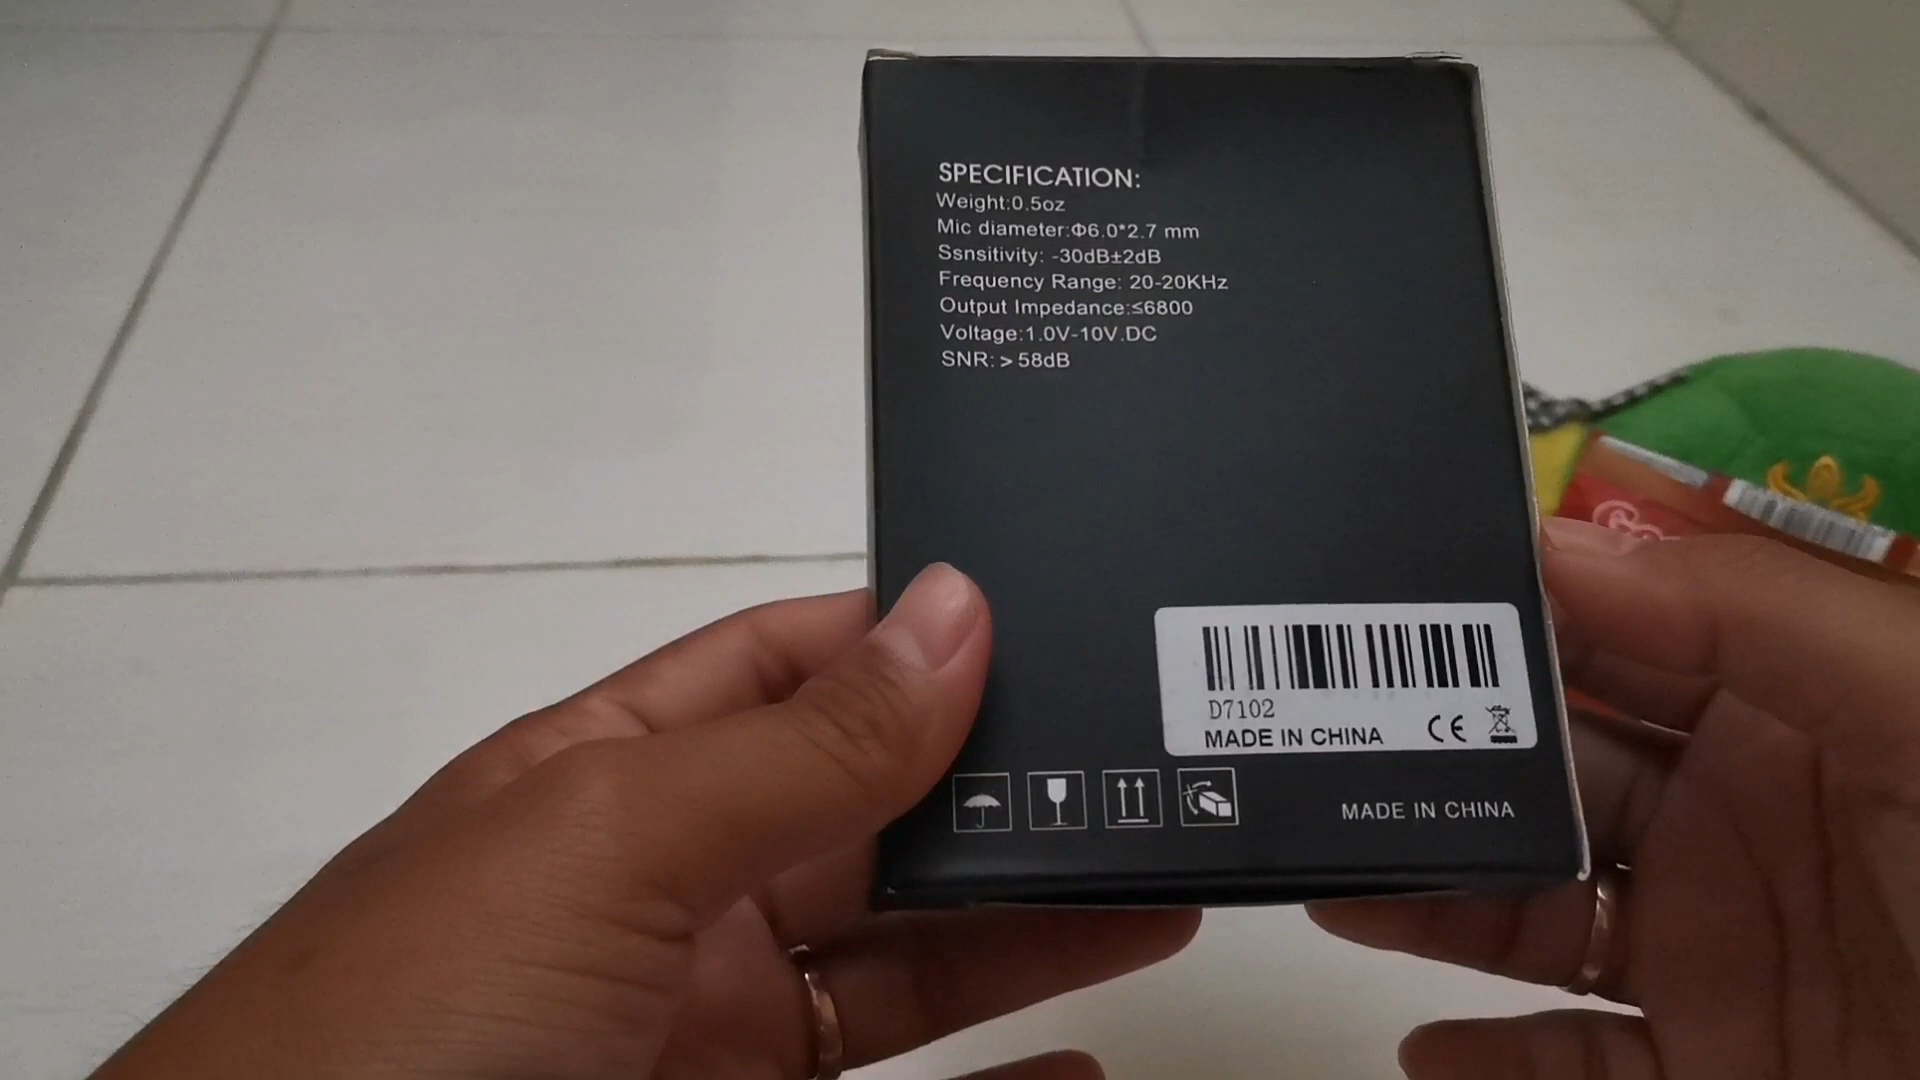 SPECIFICATION:
Weight:0.5oz
Mic diameter:Φ6.0*2.7 mm
Ssnsitivity: -30dB±2dB
Frequency Range: 20-20KHz
Output Impedance:≤6800
Voltage:1.0V-10V.DC
SNR: > 58dB
D7102
MADE IN CHINA
CE
MADE IN CHINA